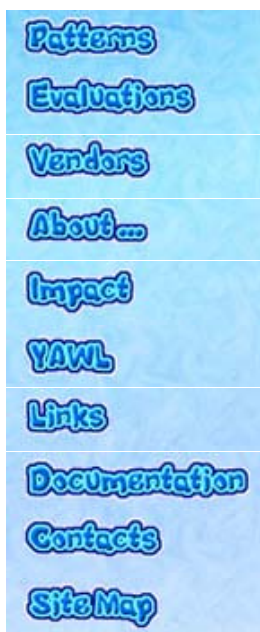 Patterns
Evaluations
Vendors
About...
Impact
YAWL
Links
Documentation
Contacts
Site Map